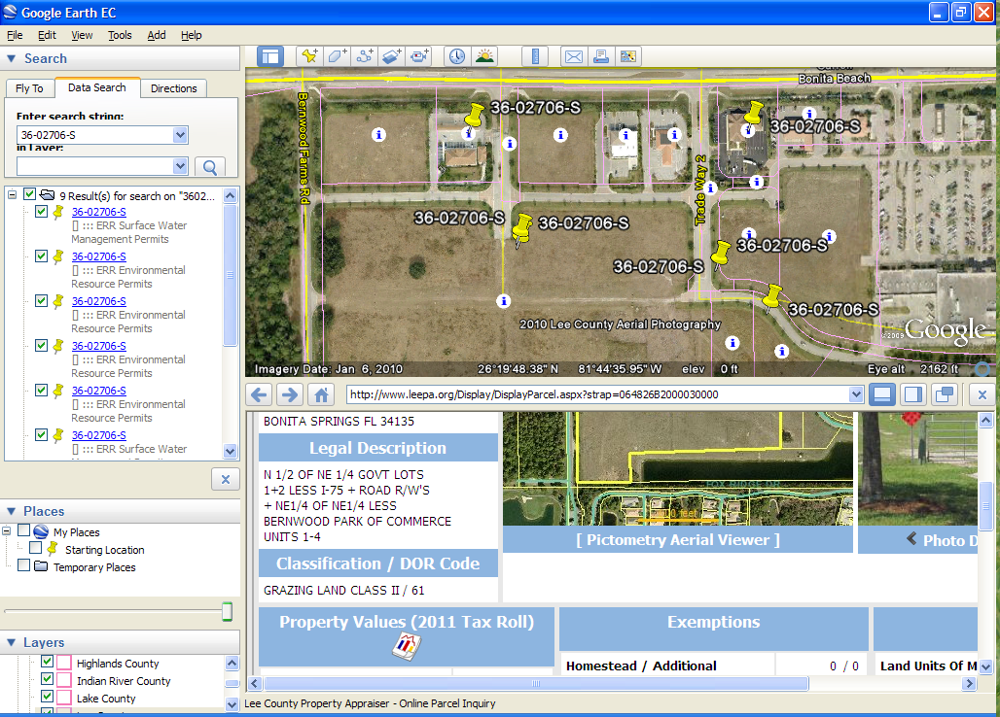 Google Earth EC
File Edit View Tools Add Help
Search
Fly To Data Search Directions
Enter search string:
36-02706-S
in Layer:
9 Result(s) for search on "3602...
36-02706-S
[] ::: ERR Surface Water
Management Permits
36-02706-S
[] ::: ERR Environmental
Resource Permits
36-02706-S
[] ::: ERR Environmental
Resource Permits
36-02706-S
[] ::: ERR Environmental
Resource Permits
36-02706-S
[] ::: ERR Environmental
Resource Permits
36-02706-S
[] ::: ERR Surface Water
Places
My Places
Starting Location
Temporary Places
Layers
Highlands County
Indian River County
Lake County
Bonita Beach
Bernwood Farms Rd
Trade Way 2
36-02706-S
36-02706-S
36-02706-S
36-02706-S
36-02706-S
36-02706-S
36-02706-S
2010 Lee County Aerial Photography
©2009 Google
Imagery Date: Jan 6, 2010 26°19'48.38" N 81°44'35.95" W elev 0 ft Eye alt 2162 ft
http://www.leepa.org/Display/DisplayParcel.aspx?strap=064826B2000030000
BONITA SPRINGS FL 34135
Legal Description
N 1/2 OF NE 1/4 GOVT LOTS
1+2 LESS I-75 + ROAD R/W'S
+ NE1/4 OF NE1/4 LESS
BERNWOOD PARK OF COMMERCE
UNITS 1-4
Classification / DOR Code
GRAZING LAND CLASS II / 61
FOX RIDGE DR
[ Pictometry Aerial Viewer ]
Photo D
Property Values (2011 Tax Roll)
Exemptions
Homestead / Additional 0 / 0
Land Units Of M
Lee County Property Appraiser - Online Parcel Inquiry